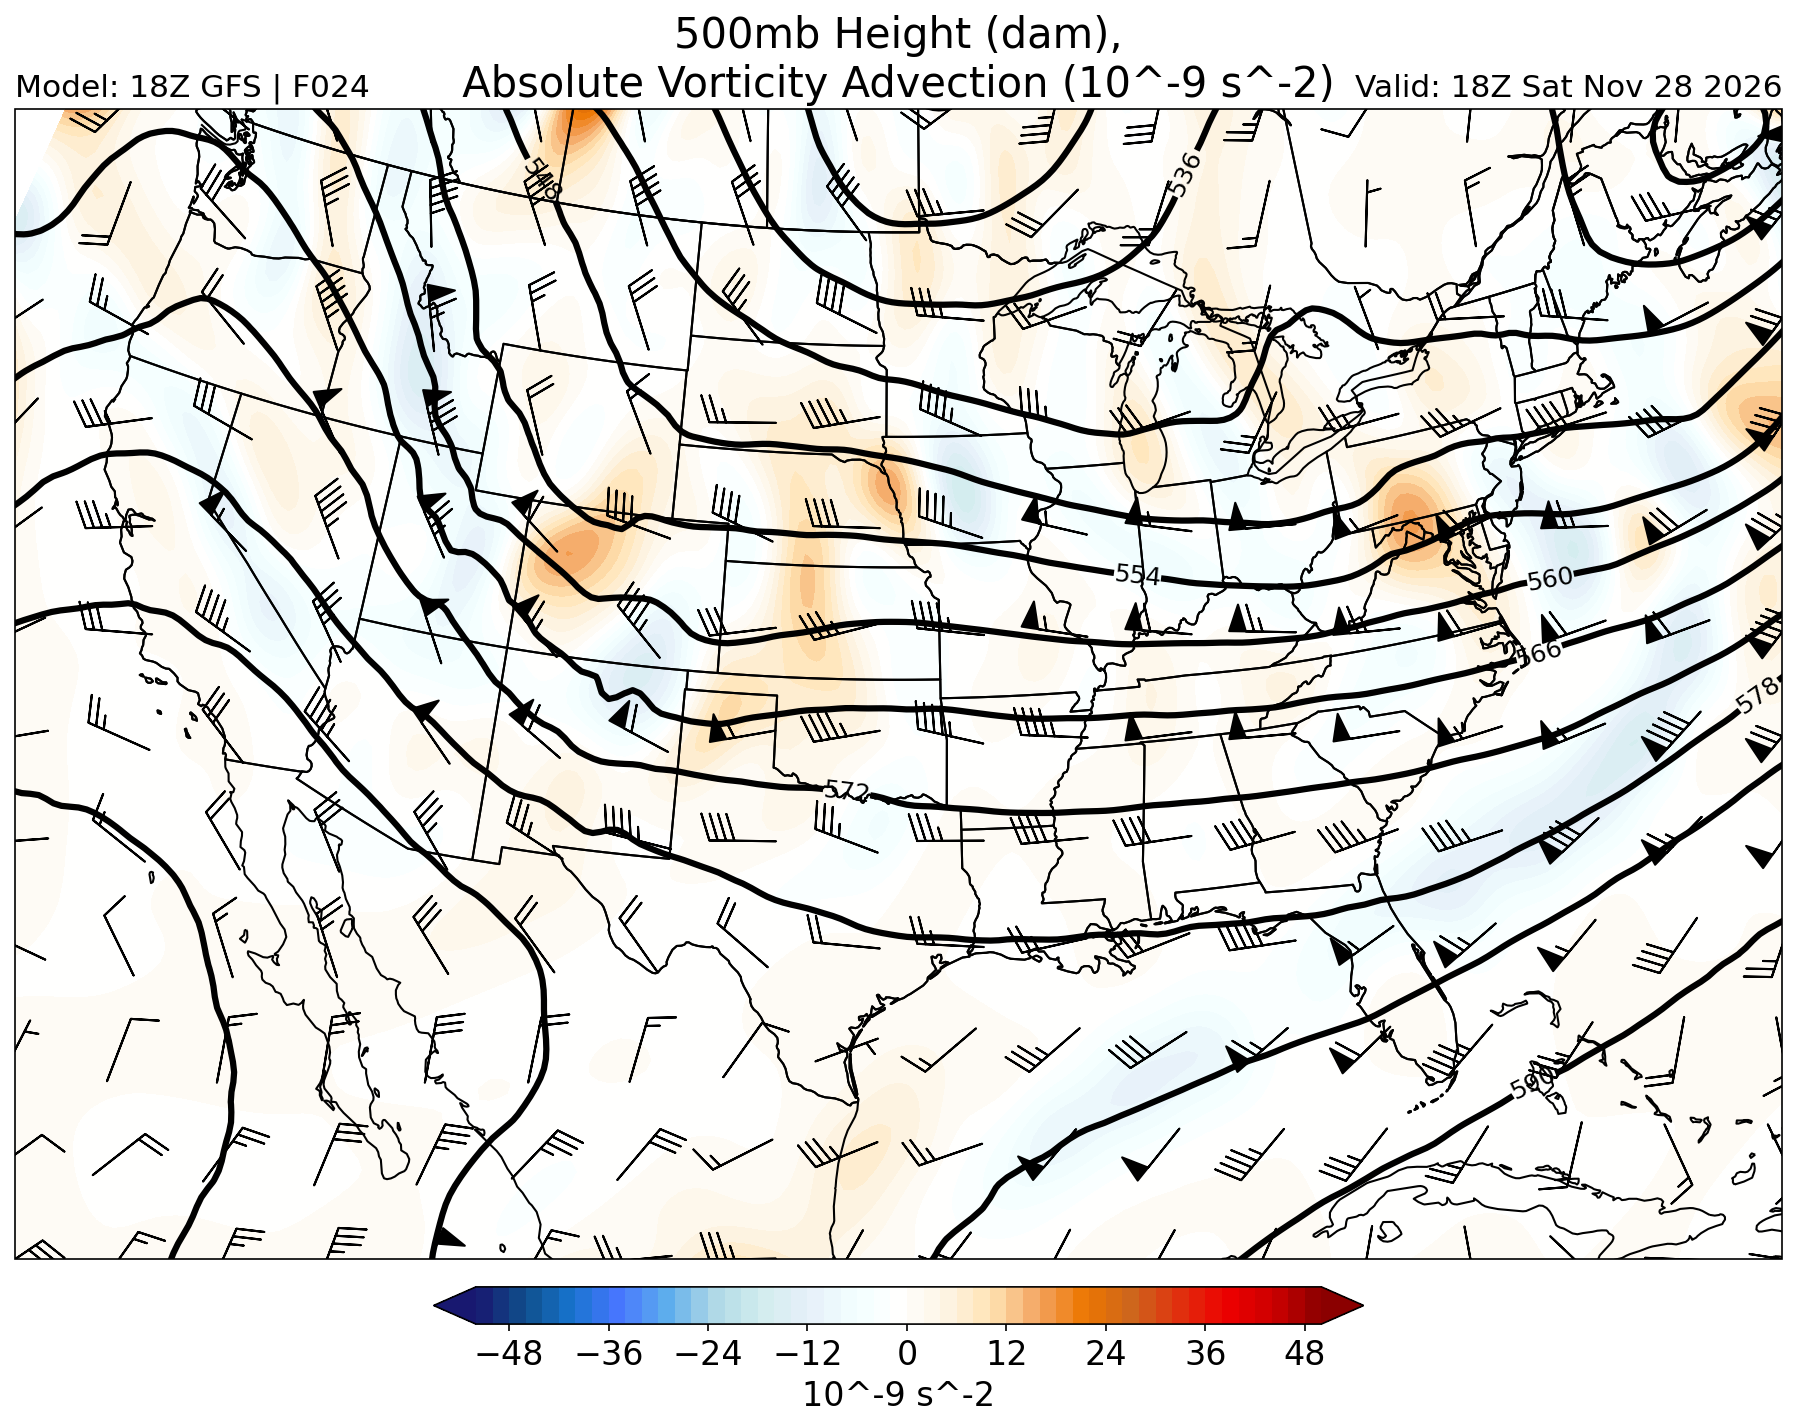 500mb Height (dam),
Model: 18Z GFS | F024 Absolute Vorticity Advection (10^-9 s^-2) Valid: 18Z Sat Nov 28 2026
548
536
554
560
566
572
578
590
−48 −36 −24 −12 0 12 24 36 48
10^-9 s^-2